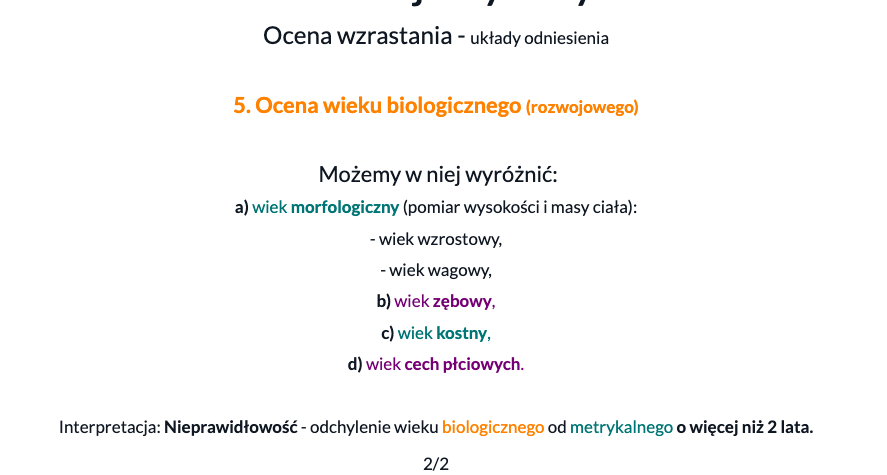 Ocena wzrastania - układy odniesienia
5. Ocena wieku biologicznego (rozwojowego)
Możemy w niej wyróżnić:
a) wiek morfologiczny (pomiar wysokości i masy ciała):
- wiek wzrostowy,
- wiek wagowy,
b) wiek zębowy,
c) wiek kostny,
d) wiek cech płciowych.
Interpretacja: Nieprawidłowość - odchylenie wieku biologicznego od metrykalnego o więcej niż 2 lata.
2/2